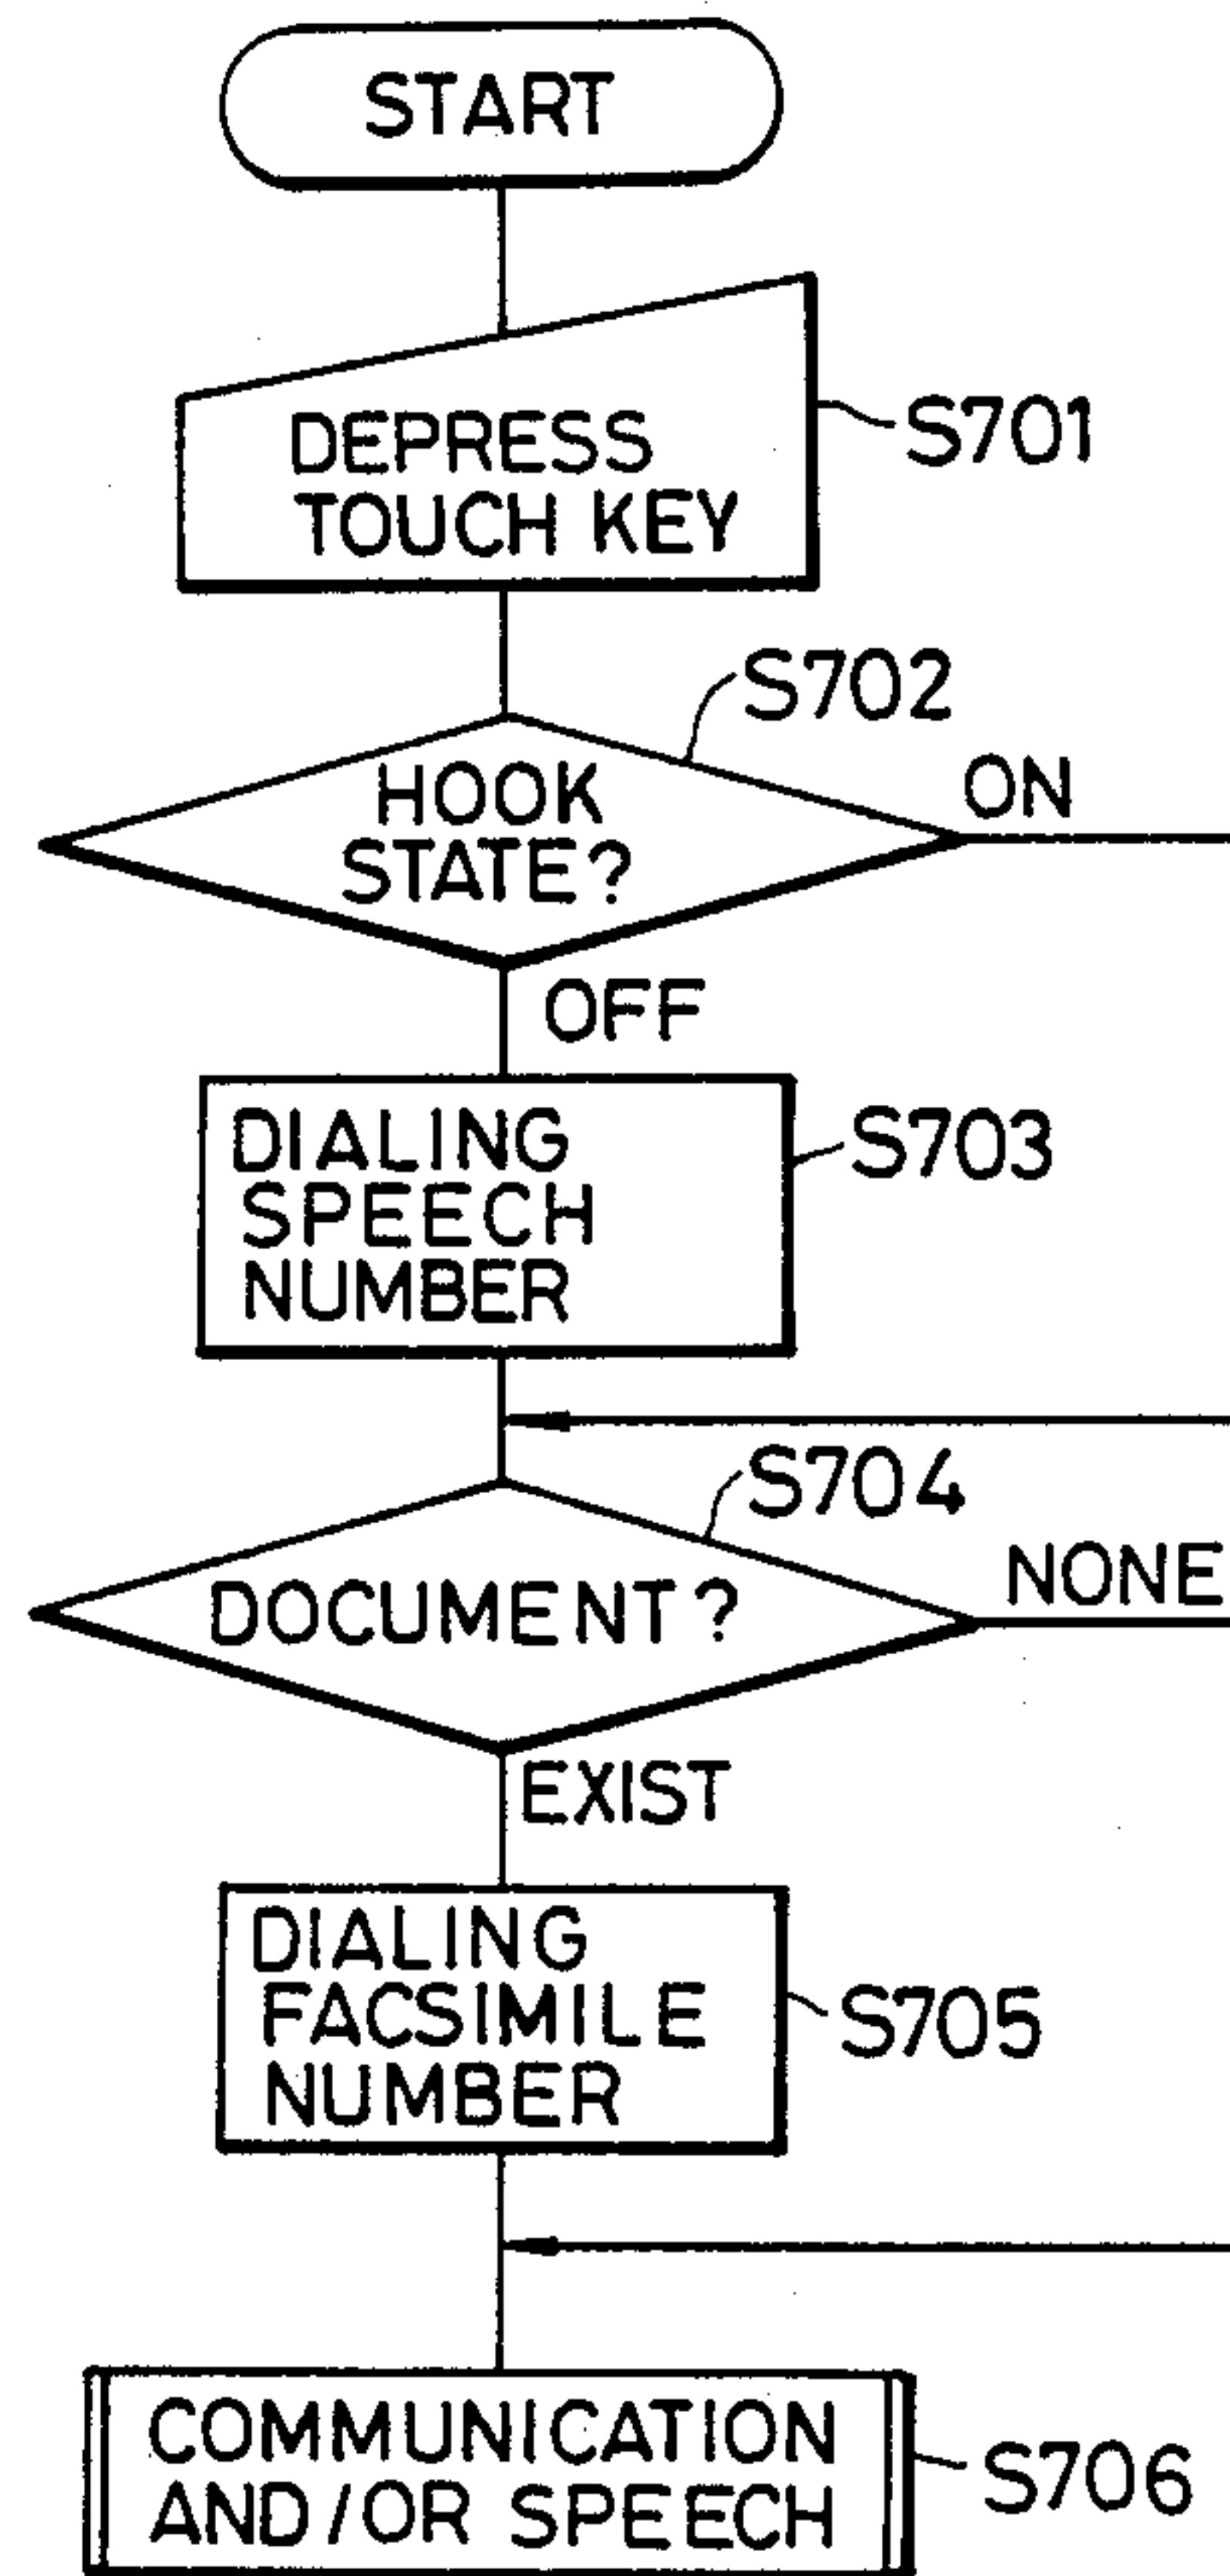 START
DEPRESS
TOUCH KEY
S701
S702
HOOK
STATE?
ON
OFF
DIALING
SPEECH
NUMBER
S703
S704
DOCUMENT?
NONE
EXIST
DIALING
FACSIMILE
NUMBER
S705
COMMUNICATION
AND/OR SPEECH
S706